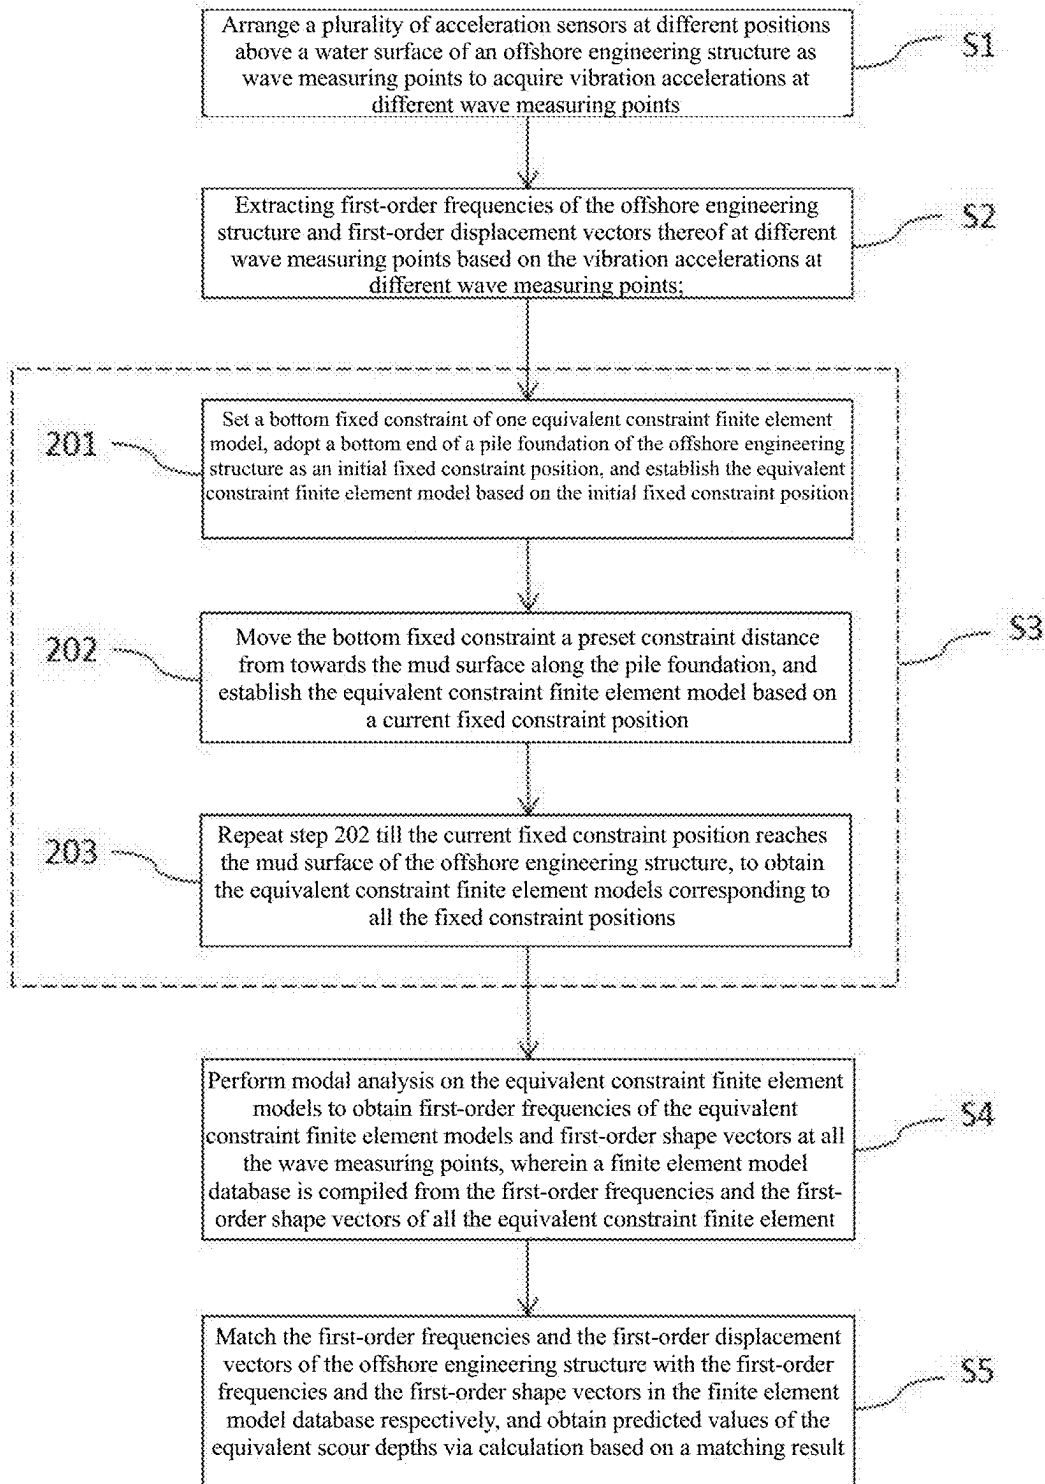 Arrange a plurality of acceleration sensors at different positions
above a water surface of an offshore engineering structure as
wave measuring points to acquire vibration accelerations at
different wave measuring points
S1
Extracting first-order frequencies of the offshore engineering
structure and first-order displacement vectors thereof at different
wave measuring points based on the vibration accelerations at
different wave measuring points;
S2
201
Set a bottom fixed constraint of one equivalent constraint finite element
model, adopt a bottom end of a pile foundation of the offshore engineering
structure as an initial fixed constraint position, and establish the equivalent
constraint finite element model based on the initial fixed constraint position
202
Move the bottom fixed constraint a preset constraint distance
from towards the mud surface along the pile foundation, and
establish the equivalent constraint finite element model based on
a current fixed constraint position
S3
203
Repeat step 202 till the current fixed constraint position reaches
the mud surface of the offshore engineering structure, to obtain
the equivalent constraint finite element models corresponding to
all the fixed constraint positions
Perform modal analysis on the equivalent constraint finite element
models to obtain first-order frequencies of the equivalent
constraint finite element models and first-order shape vectors at all
the wave measuring points, wherein a finite element model
database is compiled from the first-order frequencies and the first-
order shape vectors of all the equivalent constraint finite element
S4
Match the first-order frequencies and the first-order displacement
vectors of the offshore engineering structure with the first-order
frequencies and the first-order shape vectors in the finite element
model database respectively, and obtain predicted values of the
equivalent scour depths via calculation based on a matching result
S5